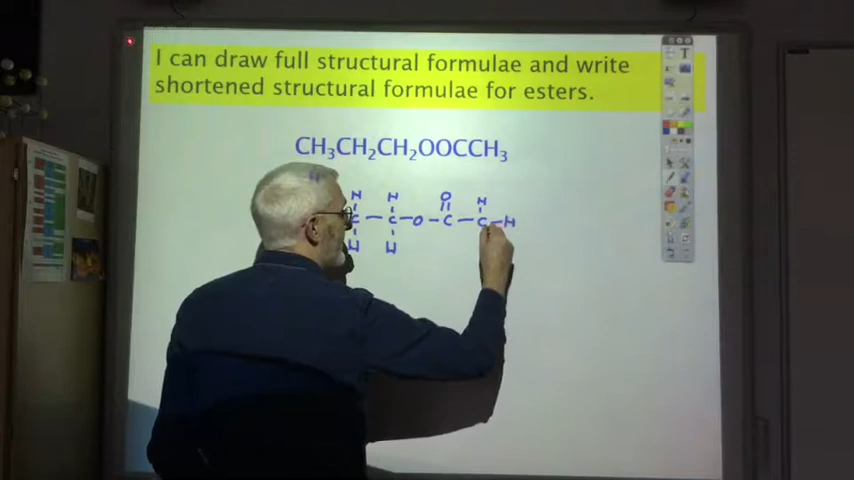 I can draw full structural formulae and write
shortened structural formulae for esters.
CH₃CH₂CH₂OOCCH₃
H H H O H
C — C — O — C — C — H
H H